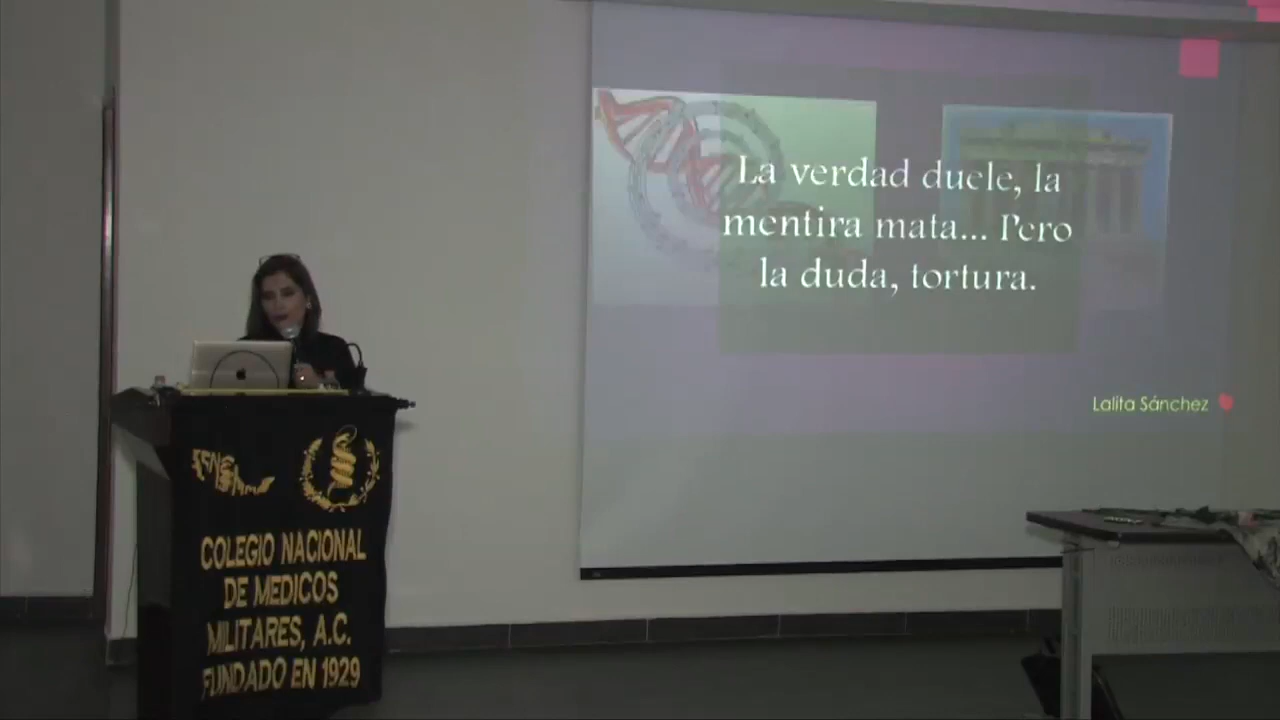 La verdad duele, la
mentira mata... Pero
la duda, tortura.
Lalita Sánchez
COLEGIO NACIONAL
DE MEDICOS
MILITARES, A.C.
FUNDADO EN 1929